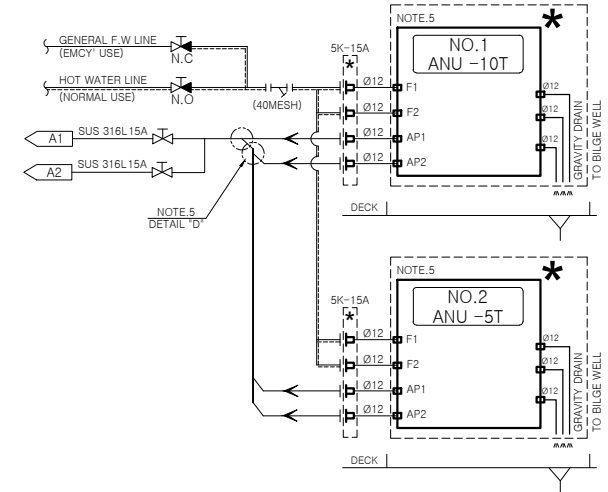 GENERAL F.W LINE
(EMCY' USE)
N.C
HOT WATER LINE
(NORMAL USE)
N.O
(40MESH)
5K-15A
*
Ø12
Ø12
Ø12
Ø12
NOTE.5
*
NO.1
ANU -10T
F1
F2
AP1
AP2
Ø12
Ø12
Ø12
GRAVITY DRAIN
TO BILGE WELL
A1
SUS 316L15A
A2
SUS 316L15A
NOTE.5
DETAIL "D"
DECK
5K-15A
*
Ø12
Ø12
Ø12
Ø12
NOTE.5
*
NO.2
ANU -5T
F1
F2
AP1
AP2
Ø12
Ø12
Ø12
GRAVITY DRAIN
TO BILGE WELL
DECK